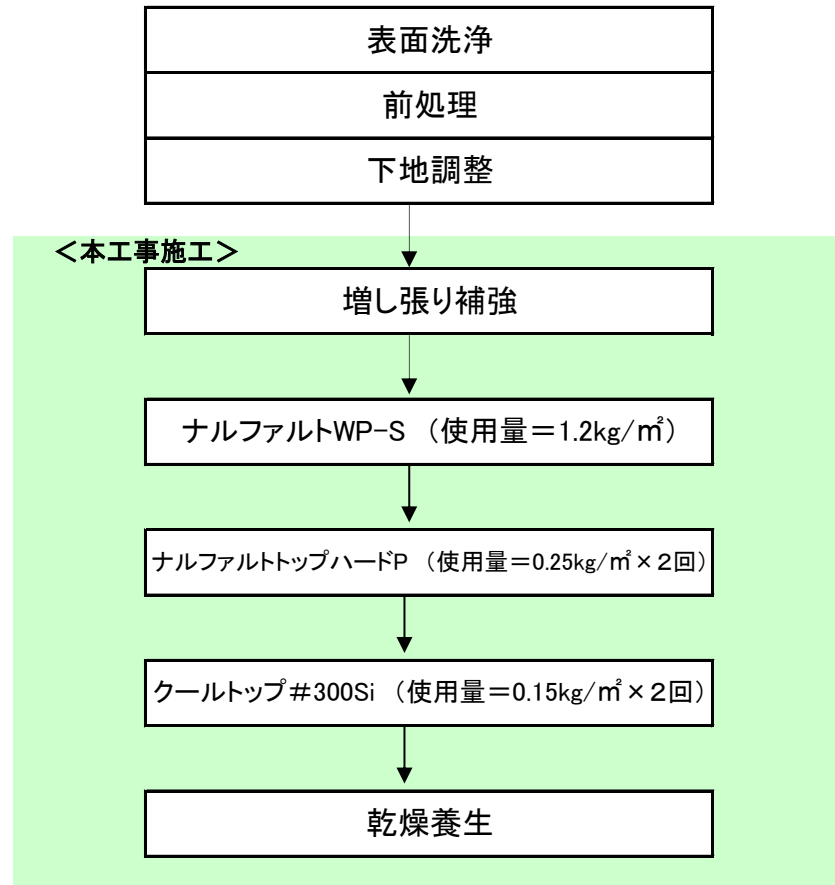 表面洗浄
前処理
下地調整
＜本工事施工＞
増し張り補強
ナルファルトWP-S （使用量＝1.2kg/㎡）
ナルファルトトップハードP （使用量＝0.25kg/㎡×２回）
クールトップ＃300Si （使用量＝0.15kg/㎡×２回）
乾燥養生